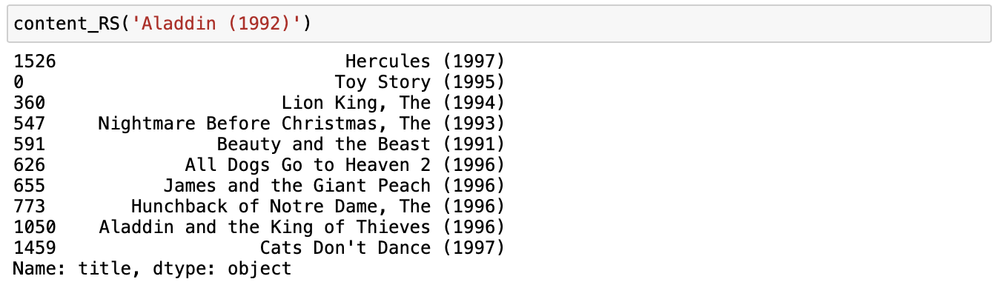 content_RS('Aladdin (1992)')
1526 Hercules (1997)
0 Toy Story (1995)
360 Lion King, The (1994)
547 Nightmare Before Christmas, The (1993)
591 Beauty and the Beast (1991)
626 All Dogs Go to Heaven 2 (1996)
655 James and the Giant Peach (1996)
773 Hunchback of Notre Dame, The (1996)
1050 Aladdin and the King of Thieves (1996)
1459 Cats Don't Dance (1997)
Name: title, dtype: object